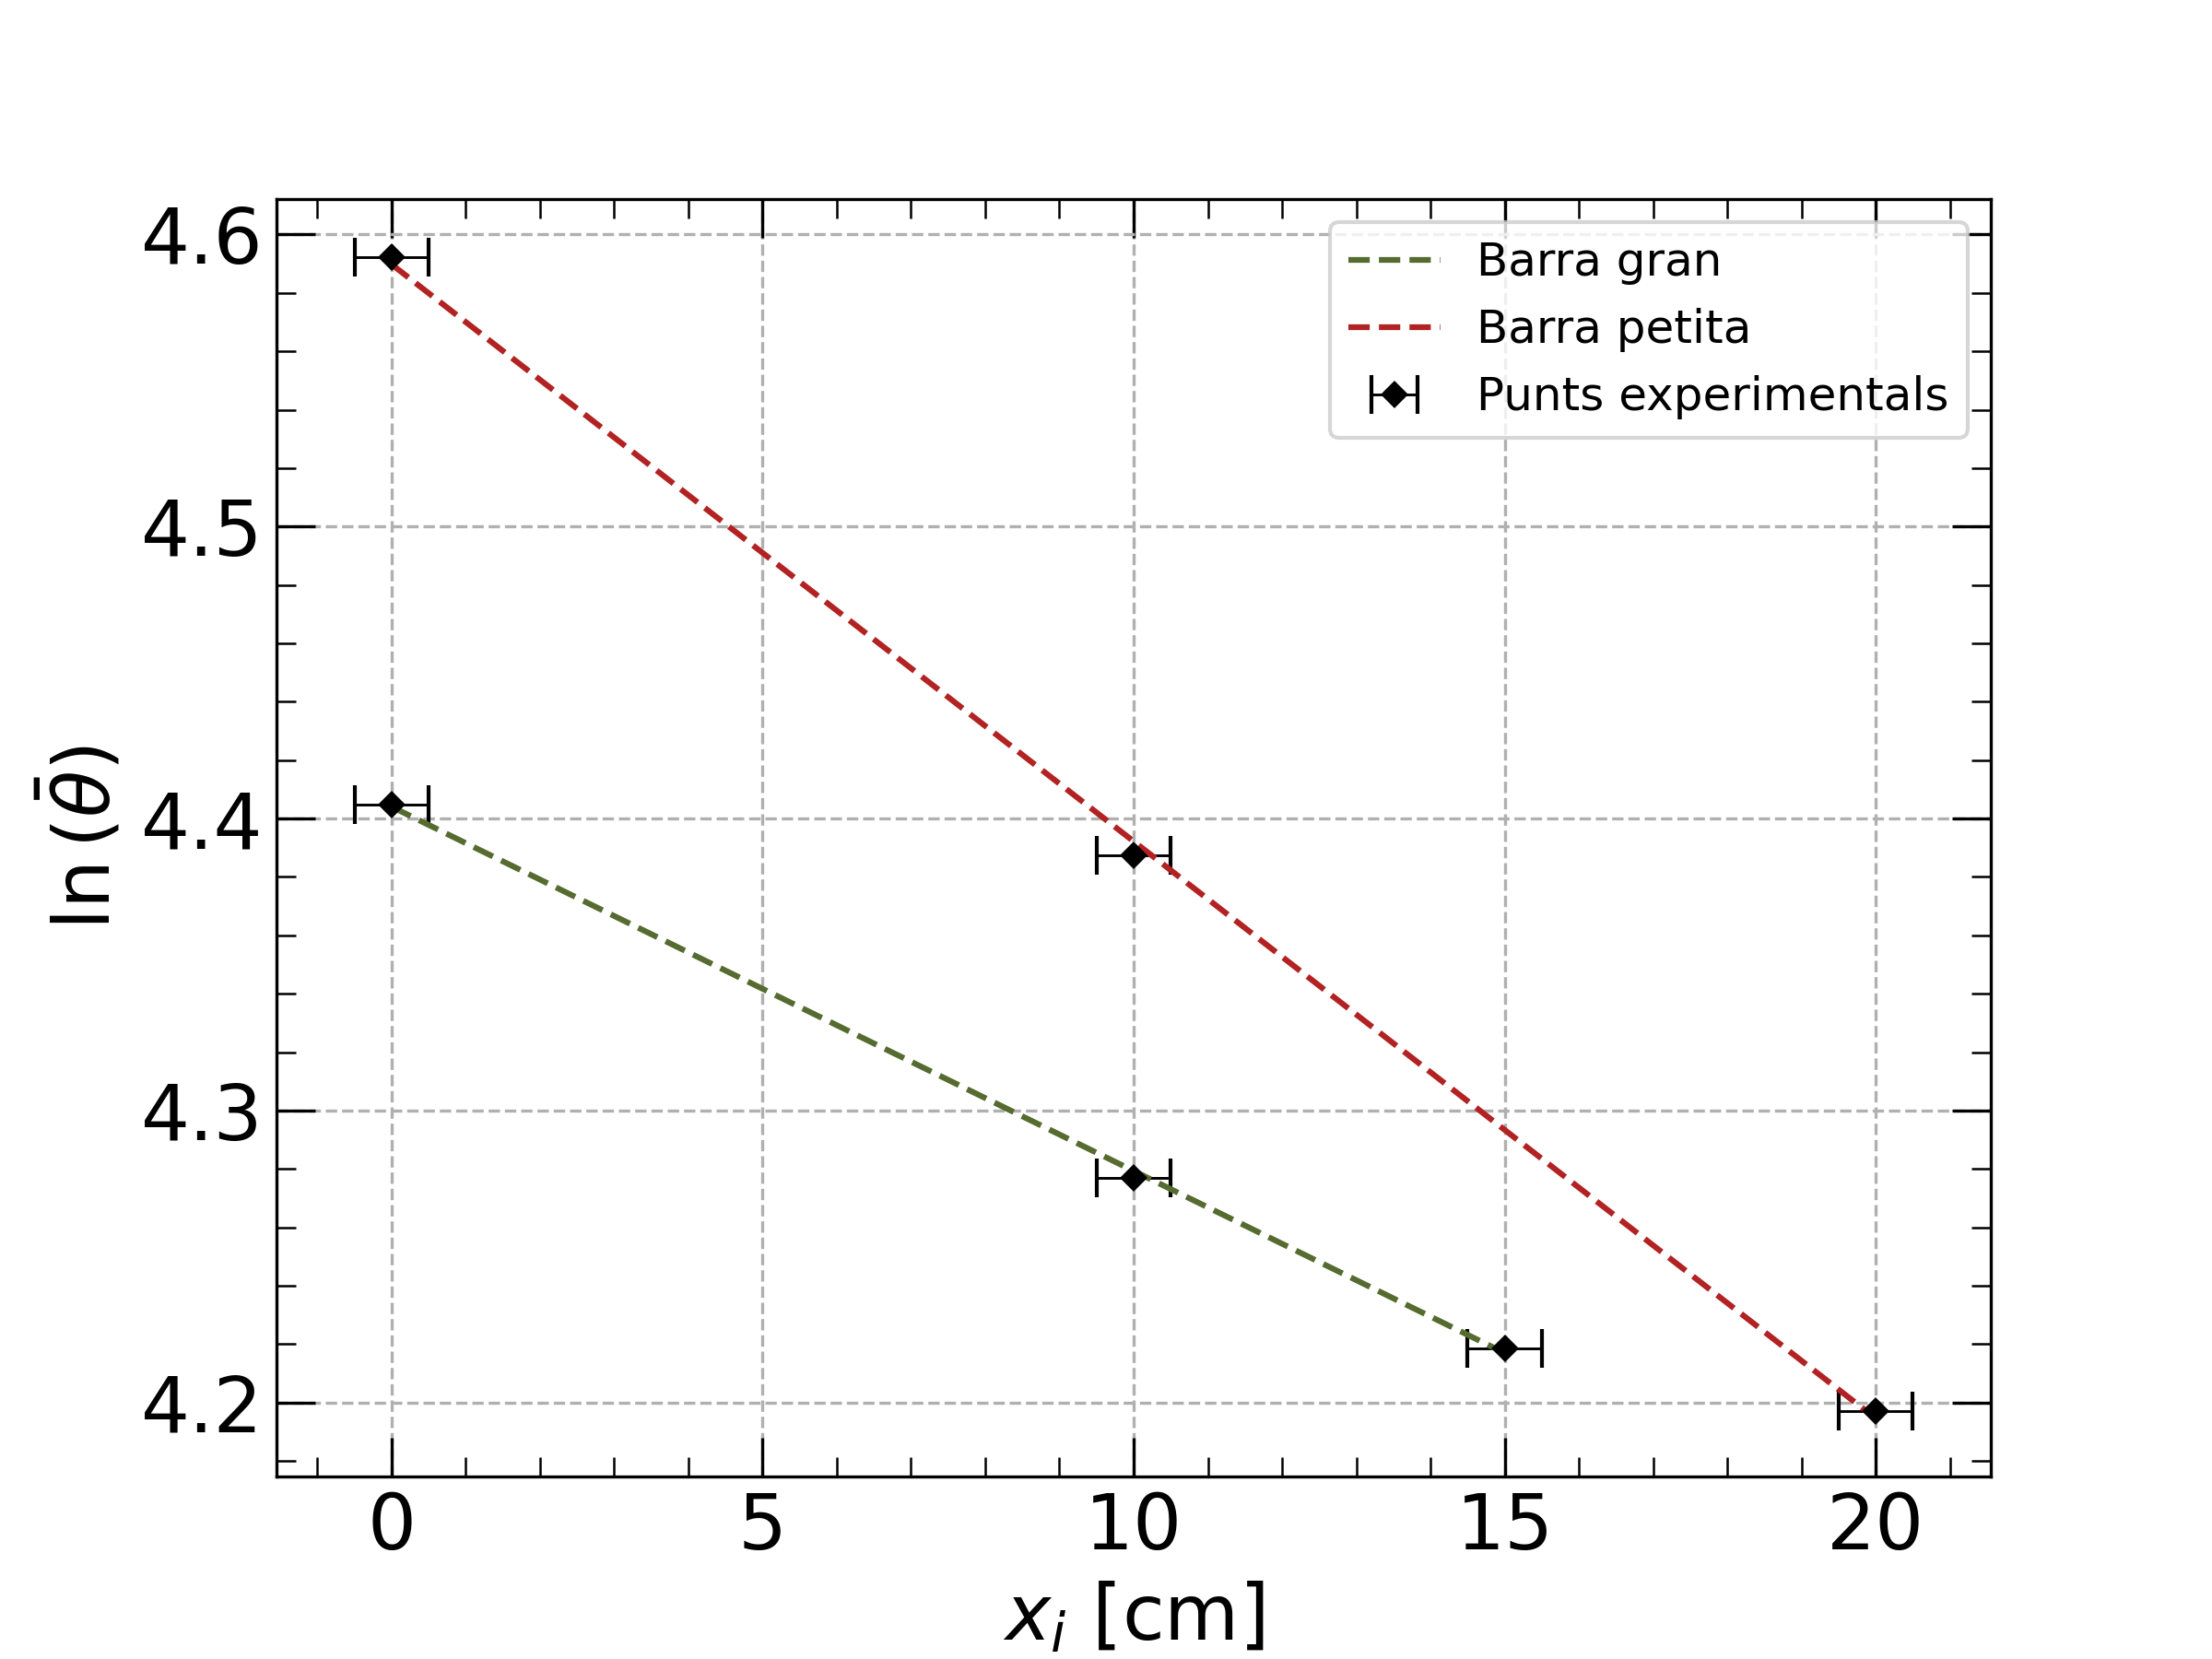 4.6
4.5
4.4
4.3
4.2
ln(θ̄)
0 5 10 15 20
x_i [cm]
Barra gran
Barra petita
Punts experimentals